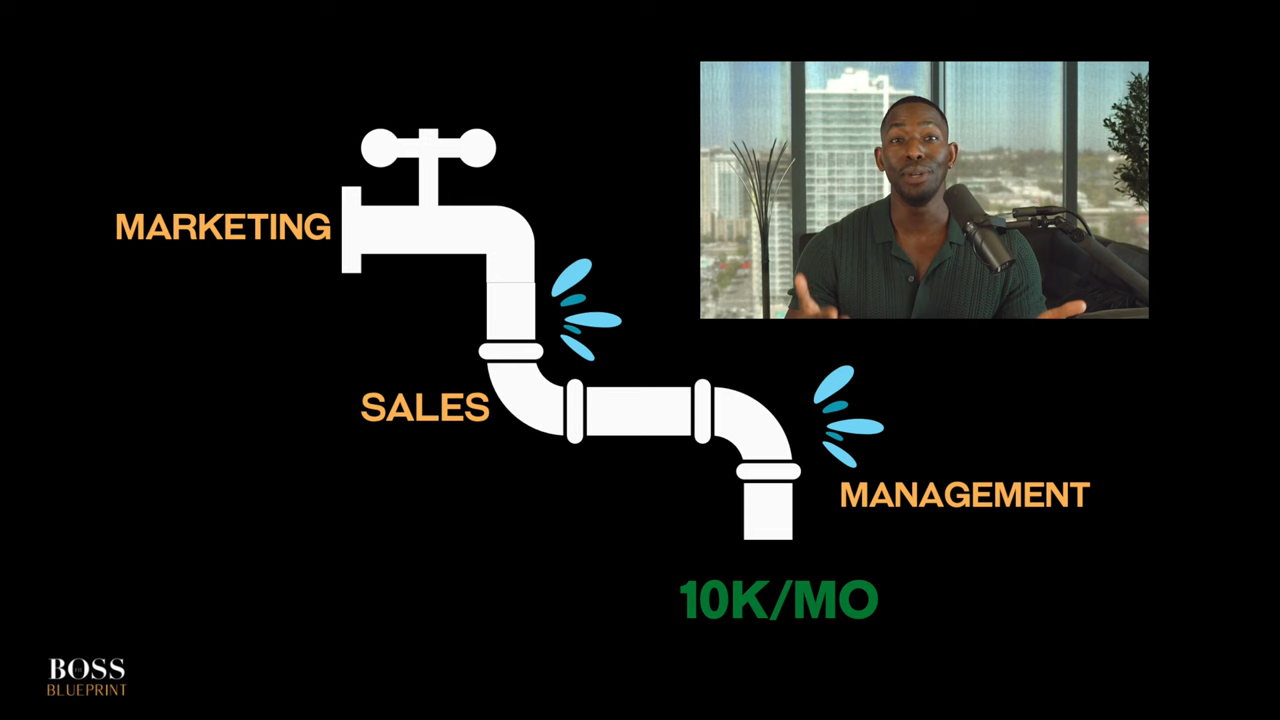 MARKETING
SALES
MANAGEMENT
10K/MO
BOSS
BLUEPRINT